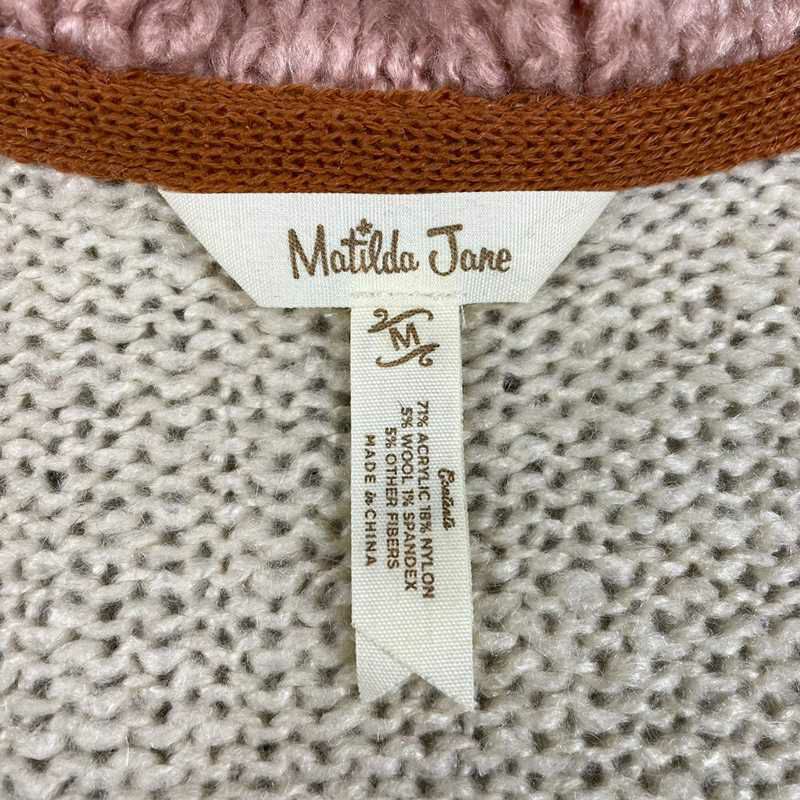 Matilda Jane
M
Contents
71% ACRYLIC 18% NYLON
5% WOOL 1% SPANDEX
5% OTHER FIBERS
MADE in CHINA